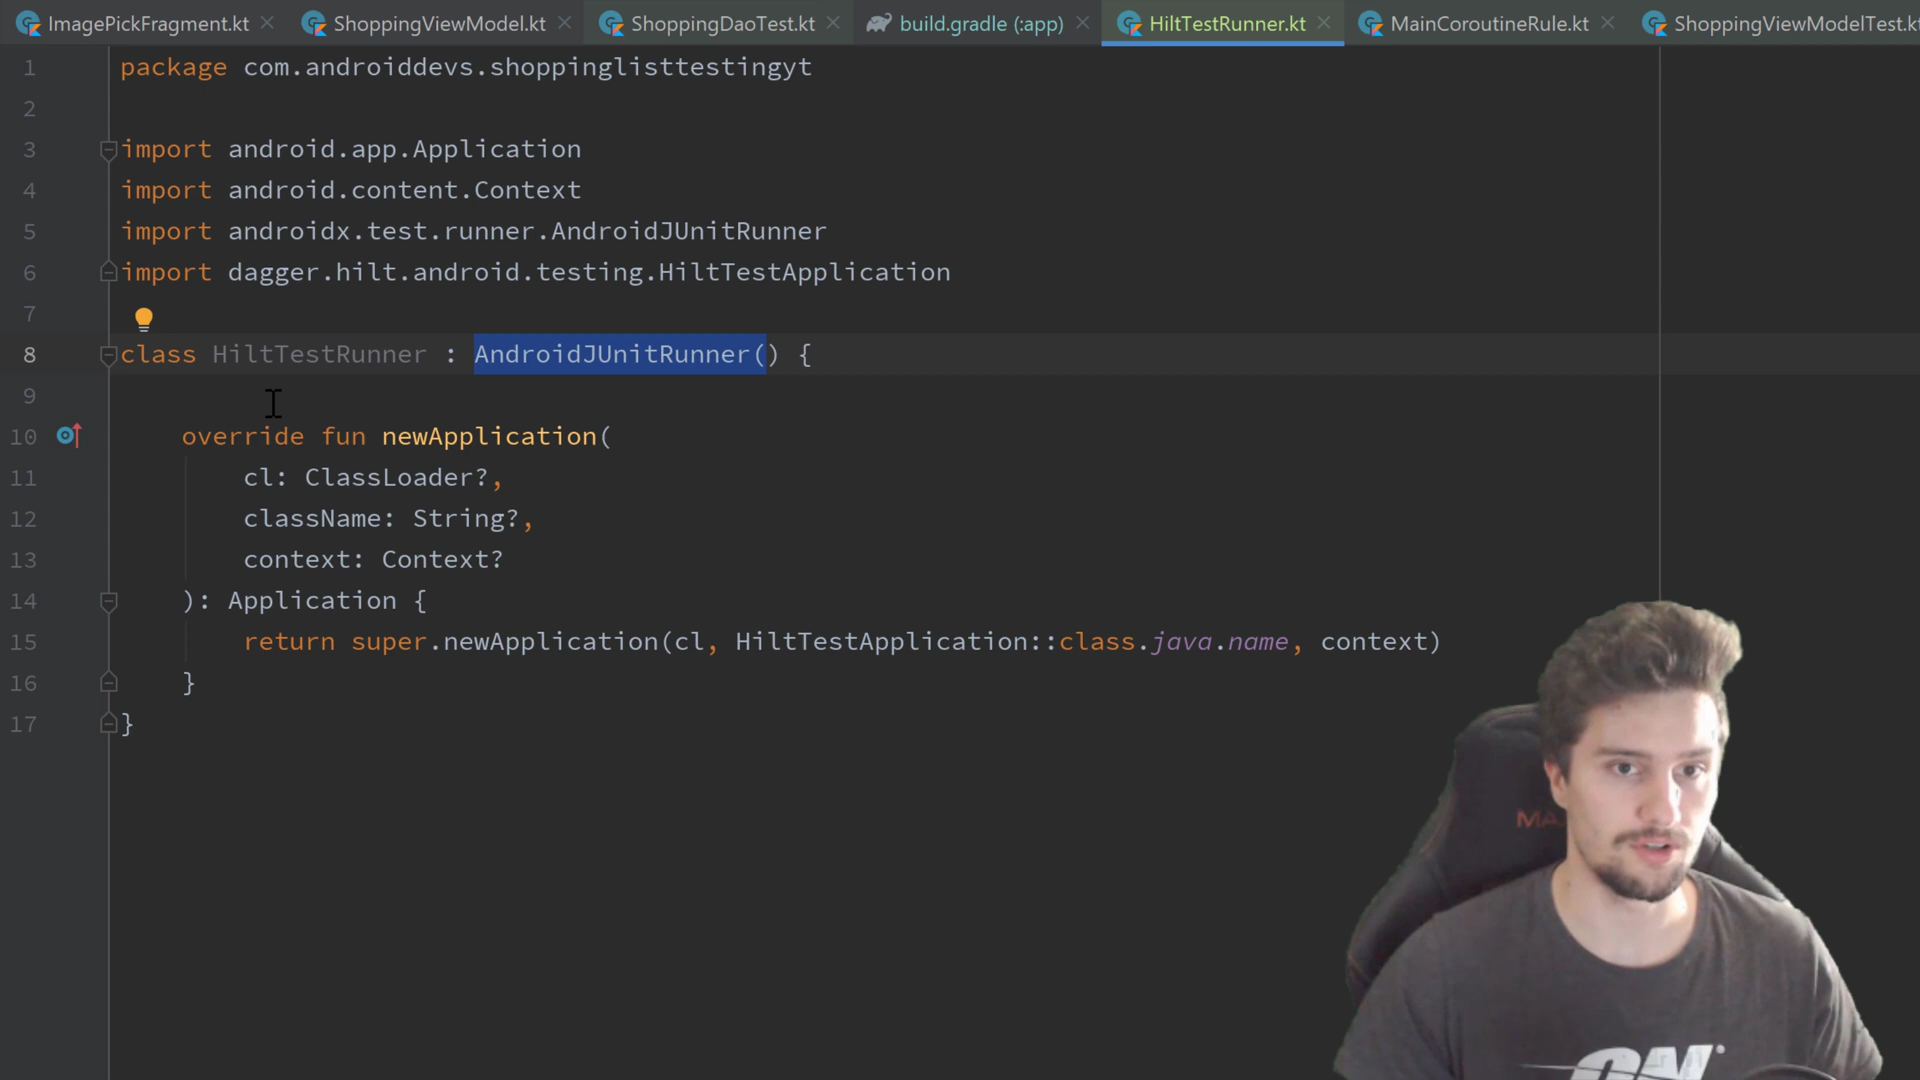 ImagePickFragment.kt ShoppingViewModel.kt ShoppingDaoTest.kt build.gradle (:app) HiltTestRunner.kt MainCoroutineRule.kt ShoppingViewModelTest.kt
1 package com.androiddevs.shoppinglisttestingyt
2
3 import android.app.Application
4 import android.content.Context
5 import androidx.test.runner.AndroidJUnitRunner
6 import dagger.hilt.android.testing.HiltTestApplication
7
8 class HiltTestRunner : AndroidJUnitRunner() {
9
10 override fun newApplication(
11 cl: ClassLoader?,
12 className: String?,
13 context: Context?
14 ): Application {
15 return super.newApplication(cl, HiltTestApplication::class.java.name, context)
16 }
17 }
MA
ON